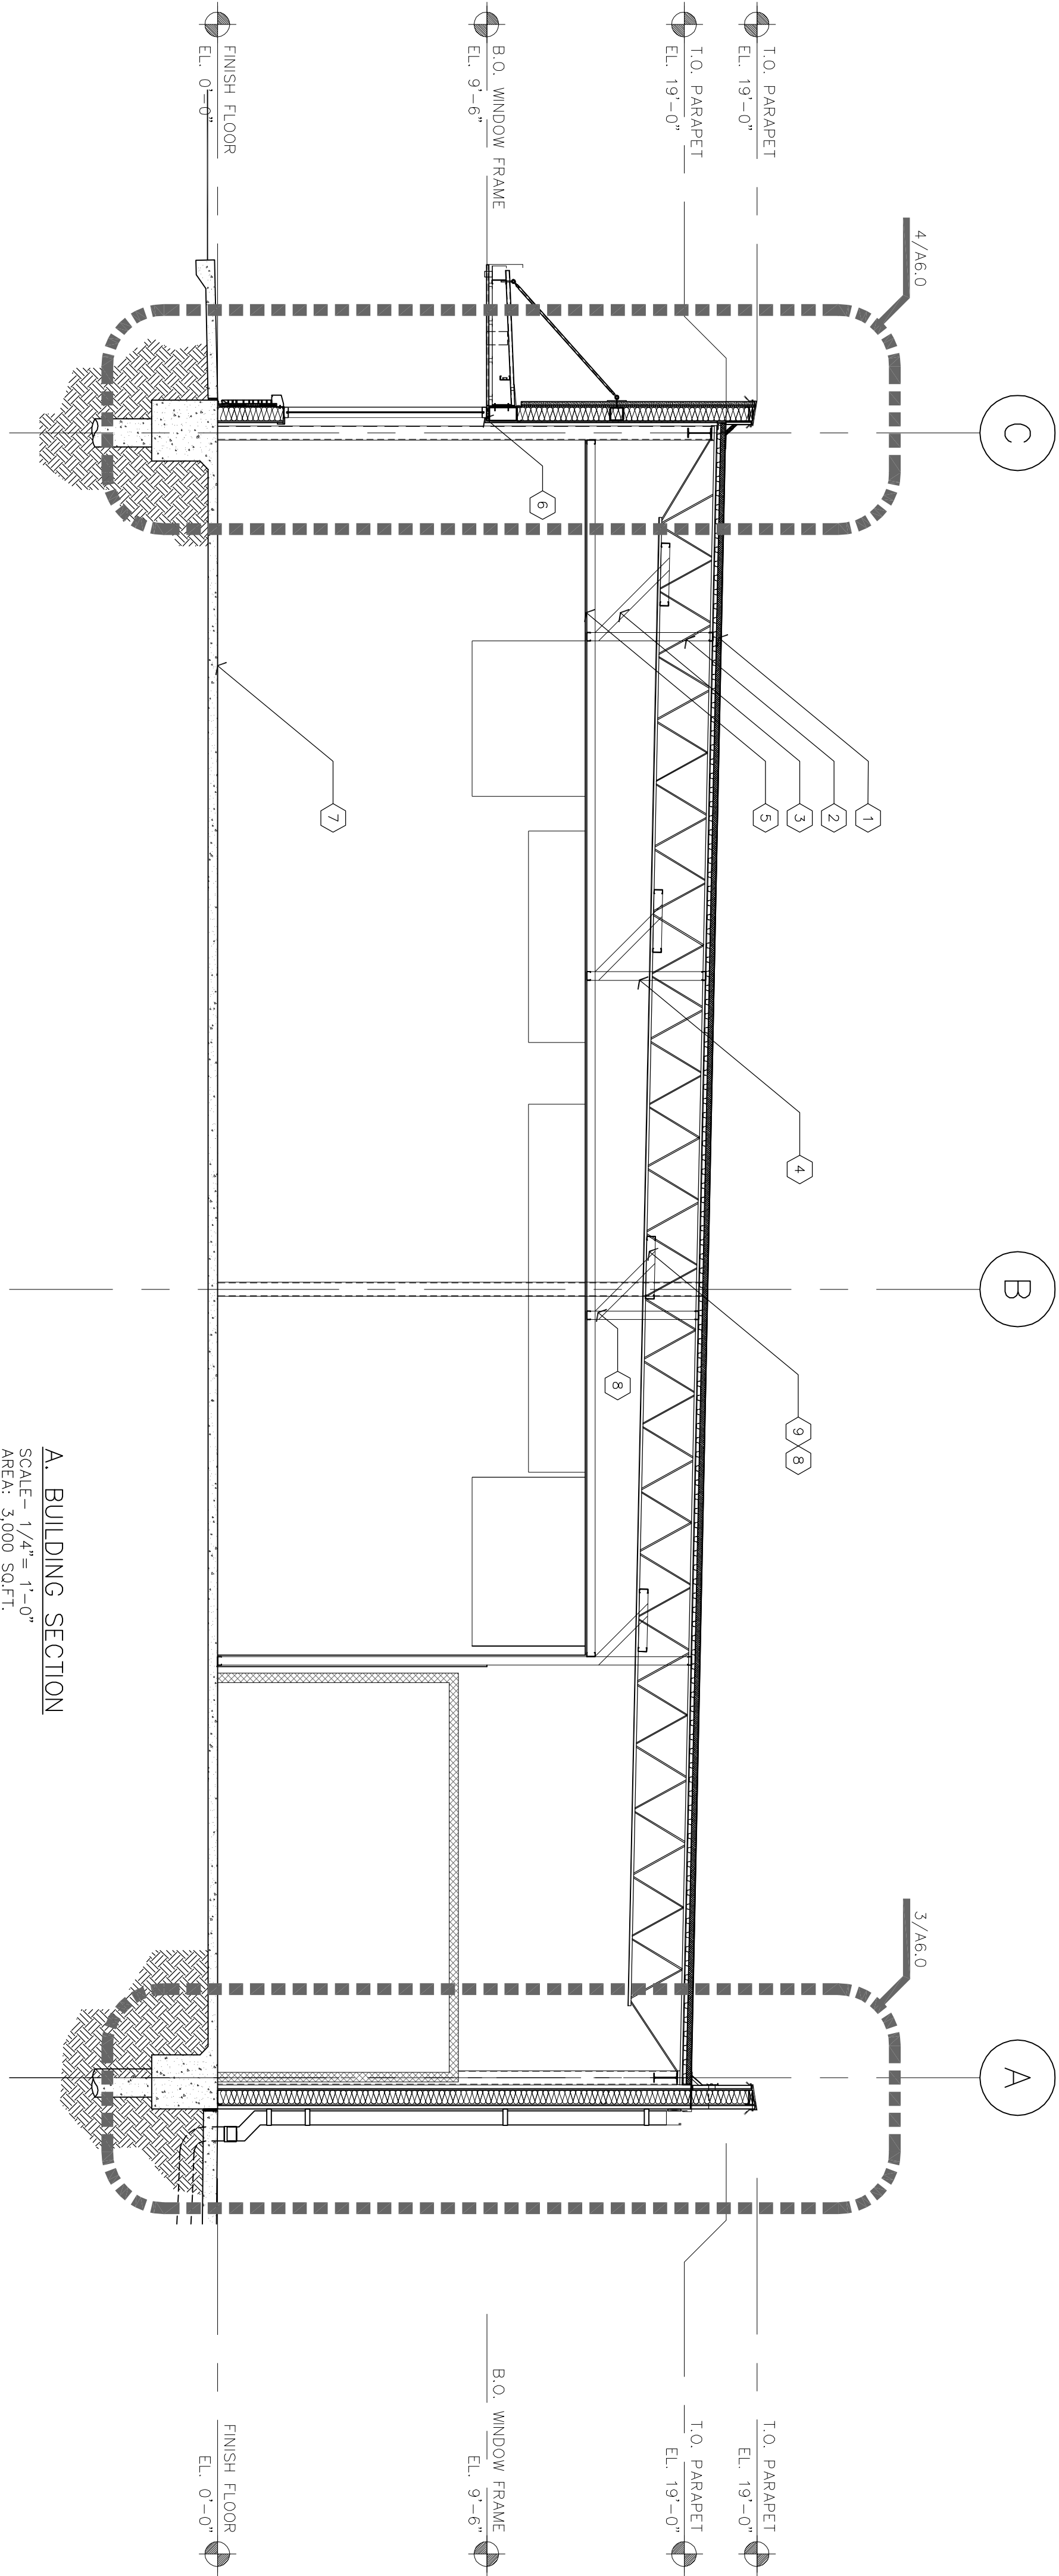 C
B
A
4/A6.0
3/A6.0
T.O. PARAPET
EL. 19'-0"
T.O. PARAPET
EL. 19'-0"
B.O. WINDOW FRAME
EL. 9'-6"
FINISH FLOOR
EL. 0'-0"
1
2
3
5
4
9
8
8
6
7
T.O. PARAPET
EL. 19'-0"
T.O. PARAPET
EL. 19'-0"
B.O. WINDOW FRAME
EL. 9'-6"
FINISH FLOOR
EL. 0'-0"
A. BUILDING SECTION
SCALE- 1/4"= 1'-0"
AREA: 3,000 SQ.FT.